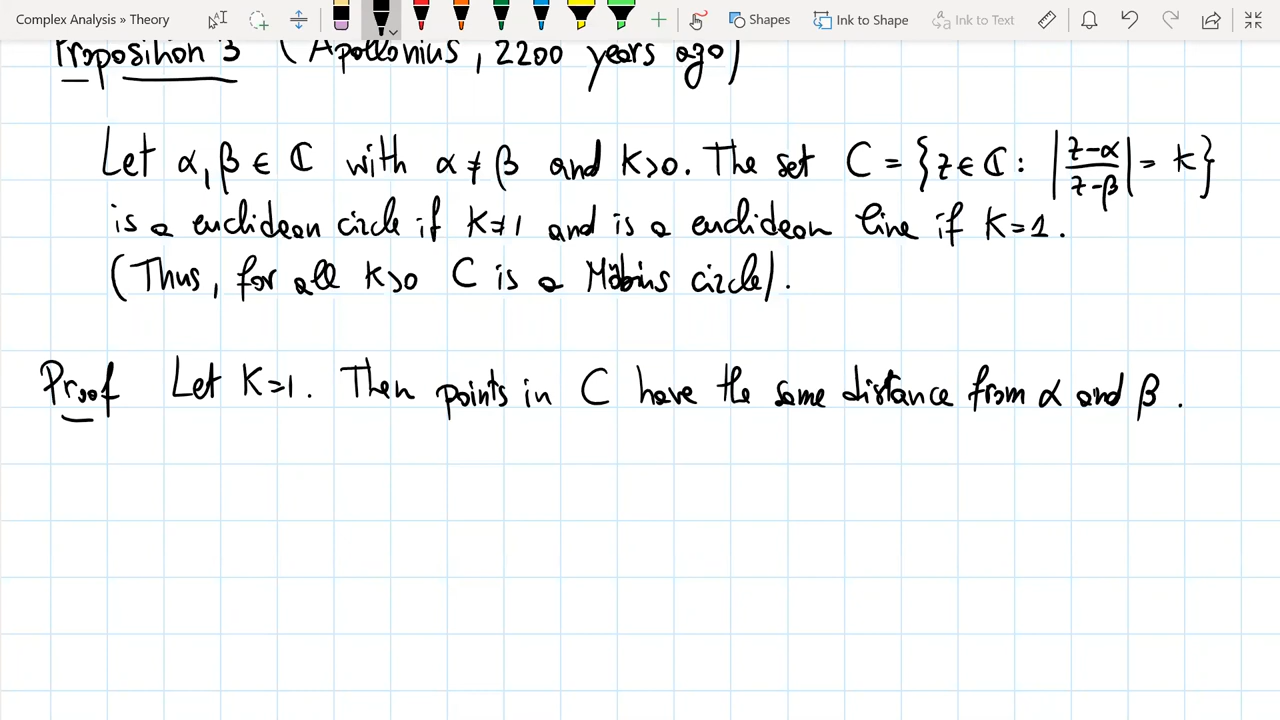 Complex Analysis » Theory
Shapes
Ink to Shape
Ink to Text
Proposition 3 (Apollonius, 2200 years ago)
Let α, β ∈ ℂ with α ≠ β and K>0. The set C = {z ∈ ℂ : |z-α / z-β| = k}
is a euclidean circle if K≠1 and is a euclidean line if K=1.
(Thus, for all K>0 C is a Möbius circle).
Proof Let K=1. Then points in C have the same distance from α and β.